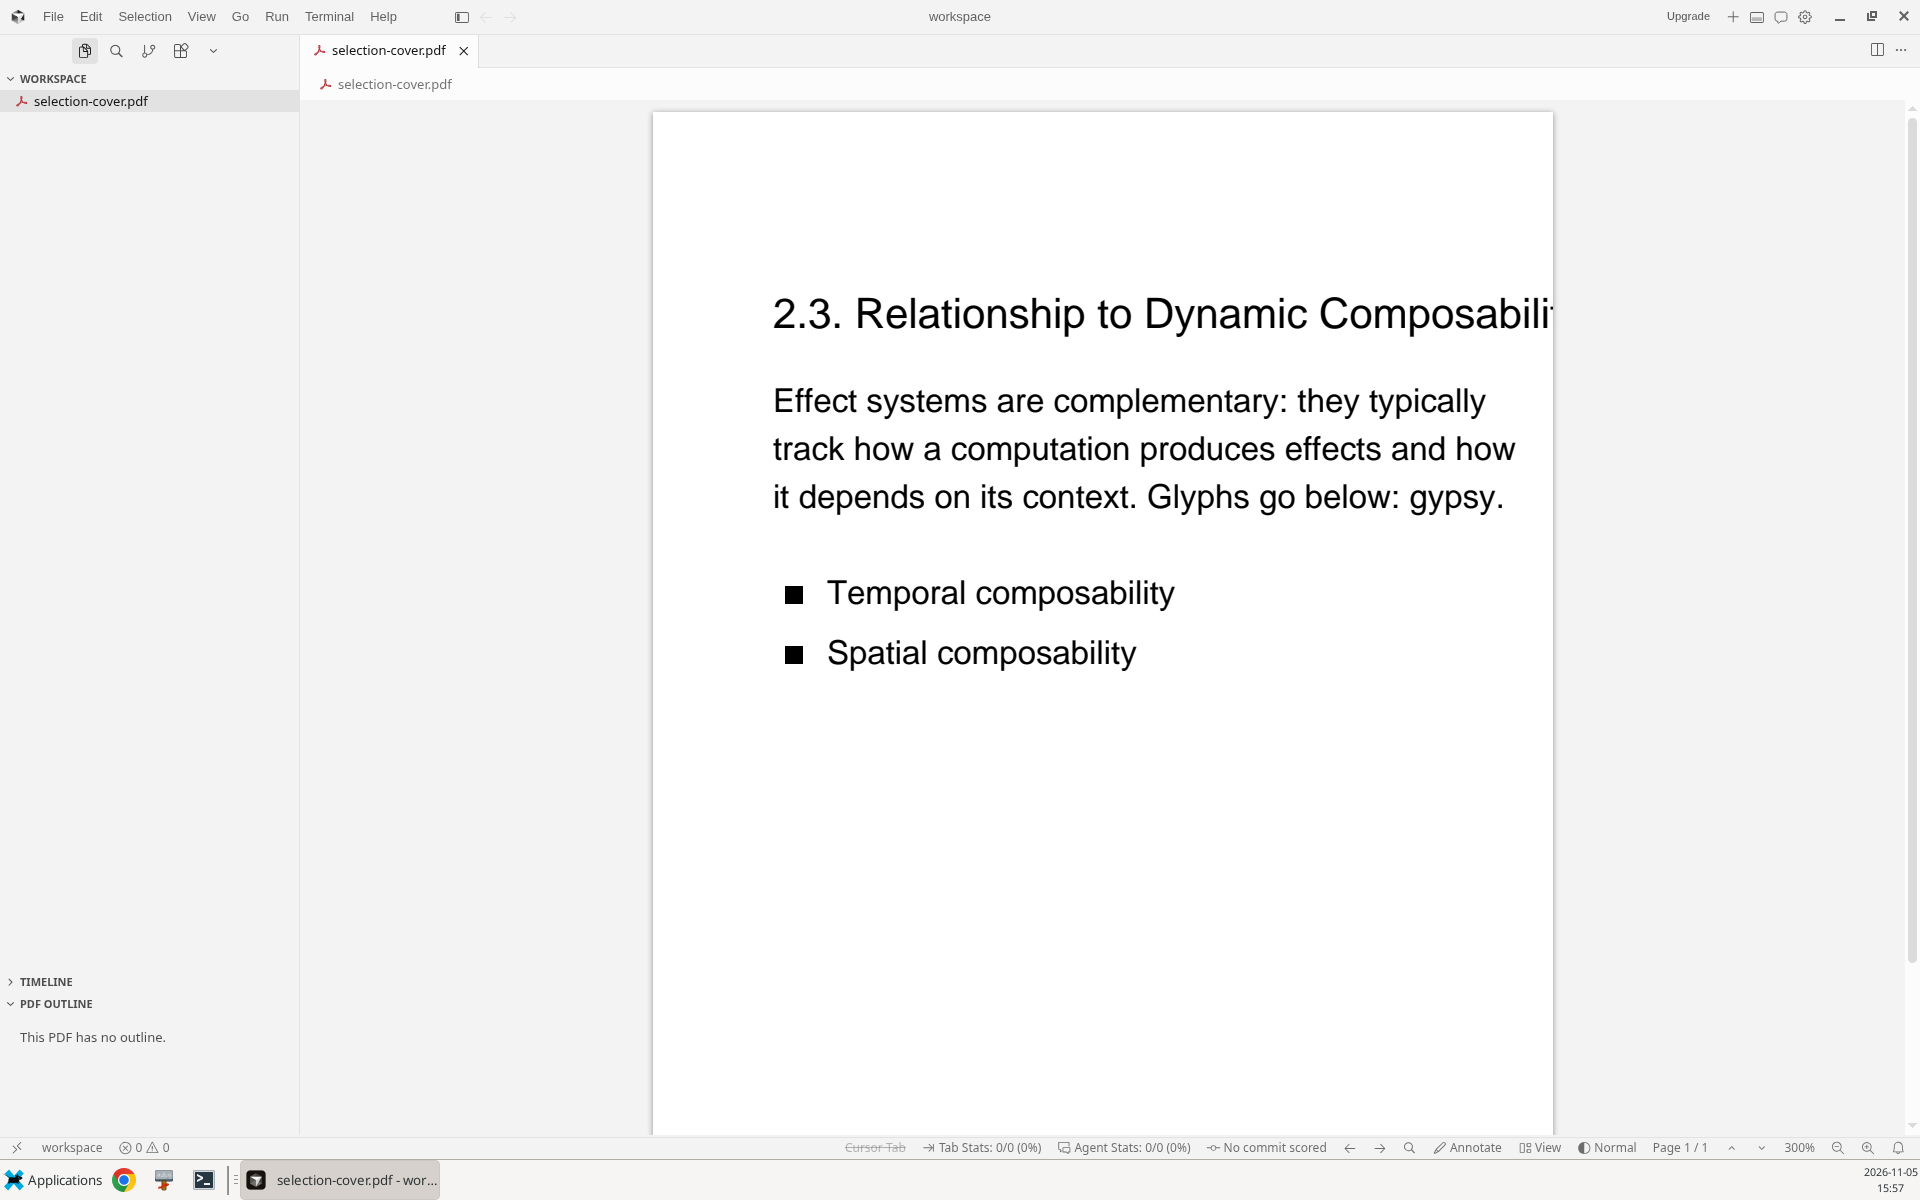 File Edit Selection View Go Run Terminal Help
workspace
Upgrade
selection-cover.pdf
WORKSPACE
selection-cover.pdf
selection-cover.pdf
2.3. Relationship to Dynamic Composabili
Effect systems are complementary: they typically
track how a computation produces effects and how
it depends on its context. Glyphs go below: gypsy.
■ Temporal composability
■ Spatial composability
TIMELINE
PDF OUTLINE
This PDF has no outline.
workspace 0 0 Cursor Tab Tab Stats: 0/0 (0%) Agent Stats: 0/0 (0%) No commit scored Annotate View Normal Page 1 / 1 300%
Applications selection-cover.pdf - wor...
2026-11-05
15:57